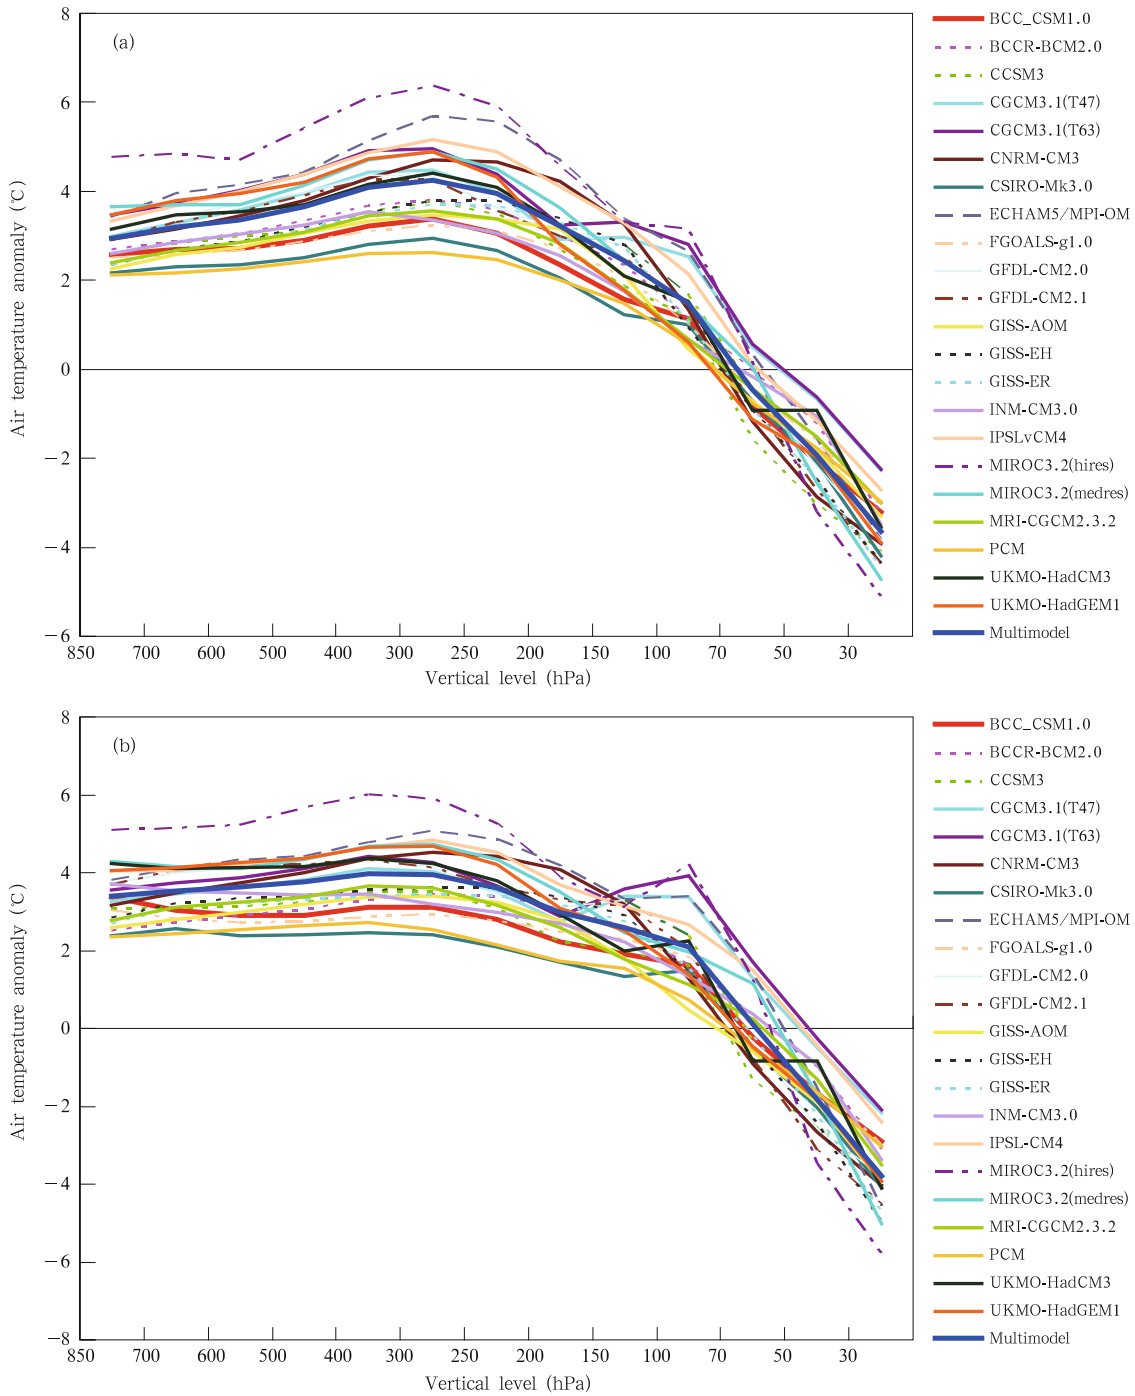 (a)
8
6
4
2
0
−2
−4
−6
Air temperature anomaly (℃)
850 700 600 500 400 300 250 200 150 100 70 50 30
Vertical level (hPa)
BCC_CSM1.0
BCCR-BCM2.0
CCSM3
CGCM3.1(T47)
CGCM3.1(T63)
CNRM-CM3
CSIRO-Mk3.0
ECHAM5/MPI-OM
FGOALS-g1.0
GFDL-CM2.0
GFDL-CM2.1
GISS-AOM
GISS-EH
GISS-ER
INM-CM3.0
IPSLvCM4
MIROC3.2(hires)
MIROC3.2(medres)
MRI-CGCM2.3.2
PCM
UKMO-HadCM3
UKMO-HadGEM1
Multimodel
(b)
8
6
4
2
0
−2
−4
−6
−8
Air temperature anomaly (℃)
850 700 600 500 400 300 250 200 150 100 70 50 30
Vertical level (hPa)
BCC_CSM1.0
BCCR-BCM2.0
CCSM3
CGCM3.1(T47)
CGCM3.1(T63)
CNRM-CM3
CSIRO-Mk3.0
ECHAM5/MPI-OM
FGOALS-g1.0
GFDL-CM2.0
GFDL-CM2.1
GISS-AOM
GISS-EH
GISS-ER
INM-CM3.0
IPSL-CM4
MIROC3.2(hires)
MIROC3.2(medres)
MRI-CGCM2.3.2
PCM
UKMO-HadCM3
UKMO-HadGEM1
Multimodel